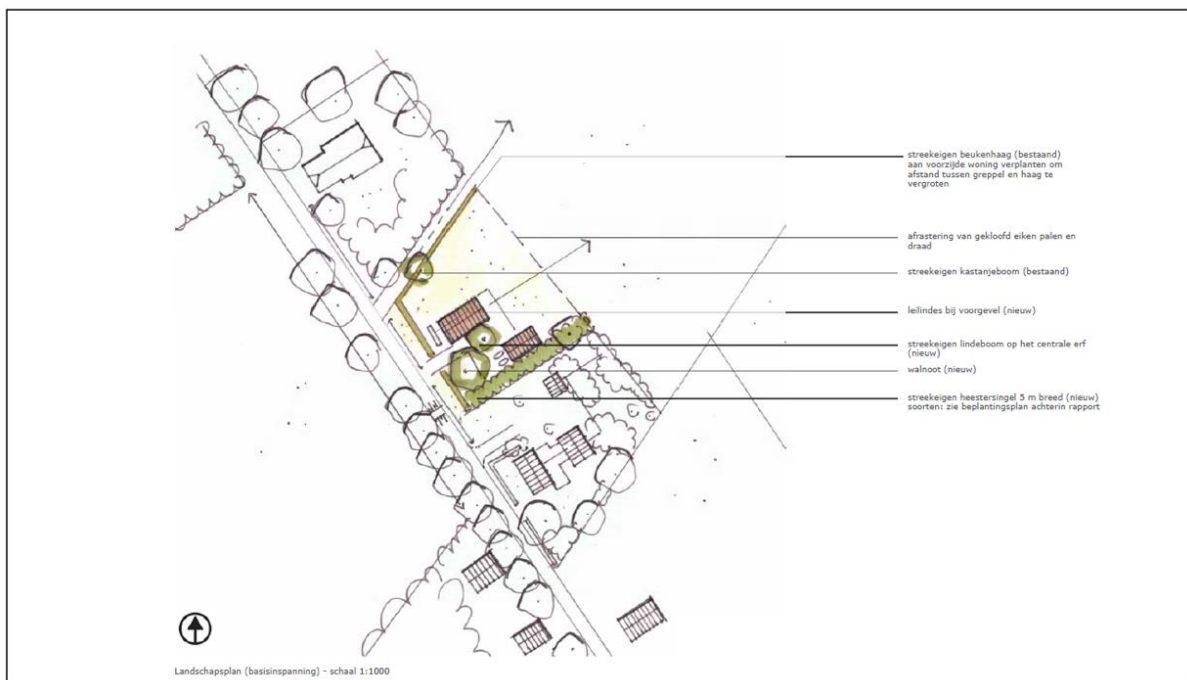 streekeigen beukenhaag (bestaand)
aan voorzijde woning verplanten om
afstand tussen greppel en haag te
vergroten
afrastering van gekloofd eiken palen en
draad
streekeigen kastanjeboom (bestaand)
leilindes bij voorgevel (nieuw)
streekeigen lindeboom op het centrale erf
(nieuw)
walnoot (nieuw)
streekeigen heestersingel 5 m breed (nieuw)
soorten: zie beplantingsplan achterin rapport
Landschapsplan (basisinspanning) - schaal 1:1000